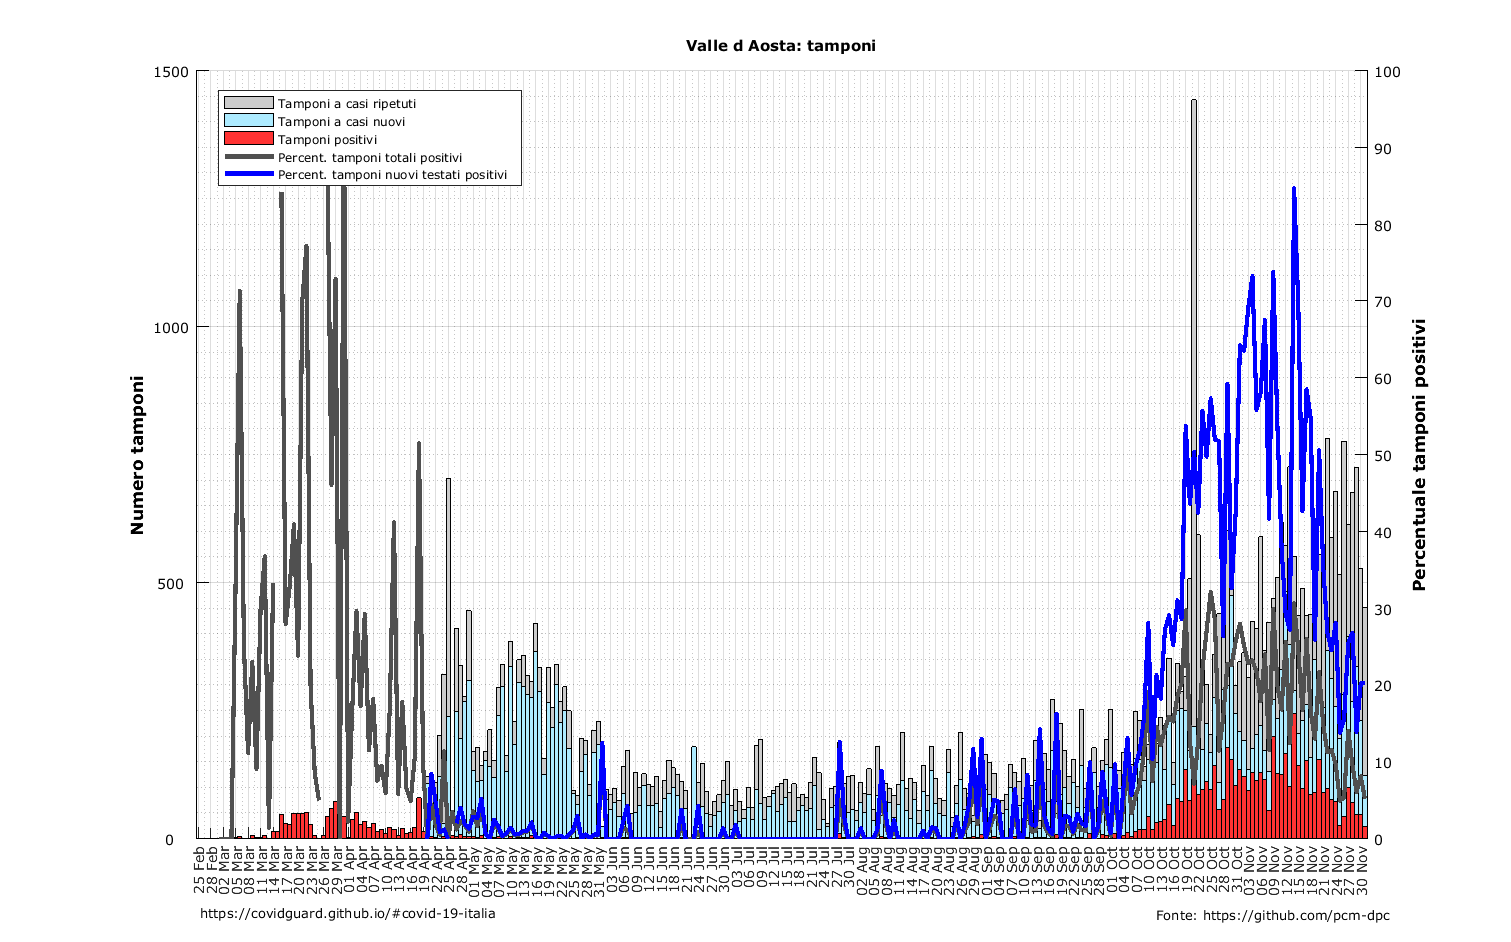 Valle d Aosta: tamponi
Tamponi a casi ripetuti
Tamponi a casi nuovi
Tamponi positivi
Percent. tamponi totali positivi
Percent. tamponi nuovi testati positivi
Numero tamponi
1500
1000
500
0
Percentuale tamponi positivi
100
90
80
70
60
50
40
30
20
10
0
25 Feb
28 Feb
02 Mar
05 Mar
08 Mar
11 Mar
14 Mar
17 Mar
20 Mar
23 Mar
26 Mar
29 Mar
01 Apr
04 Apr
07 Apr
10 Apr
13 Apr
16 Apr
19 Apr
22 Apr
25 Apr
28 Apr
01 May
04 May
07 May
10 May
13 May
16 May
19 May
22 May
25 May
28 May
31 May
03 Jun
06 Jun
09 Jun
12 Jun
15 Jun
18 Jun
21 Jun
24 Jun
27 Jun
30 Jun
03 Jul
06 Jul
09 Jul
12 Jul
15 Jul
18 Jul
21 Jul
24 Jul
27 Jul
30 Jul
02 Aug
05 Aug
08 Aug
11 Aug
14 Aug
17 Aug
20 Aug
23 Aug
26 Aug
29 Aug
01 Sep
04 Sep
07 Sep
10 Sep
13 Sep
16 Sep
19 Sep
22 Sep
25 Sep
28 Sep
01 Oct
04 Oct
07 Oct
10 Oct
13 Oct
16 Oct
19 Oct
22 Oct
25 Oct
28 Oct
31 Oct
03 Nov
06 Nov
09 Nov
12 Nov
15 Nov
18 Nov
21 Nov
24 Nov
27 Nov
30 Nov
https://covidguard.github.io/#covid-19-italia
Fonte: https://github.com/pcm-dpc